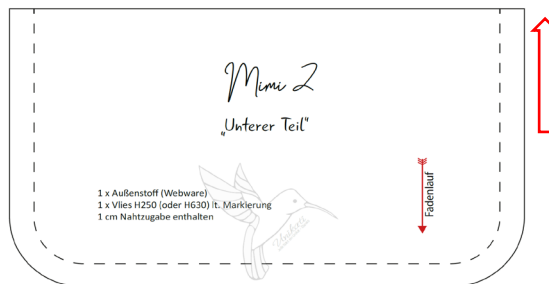 Mimi 2
„Unterer Teil“
1 x Außenstoff (Webware)
1 x Vlies H250 (oder H630) lt. Markierung
1 cm Nahtzugabe enthalten
Fadenlauf